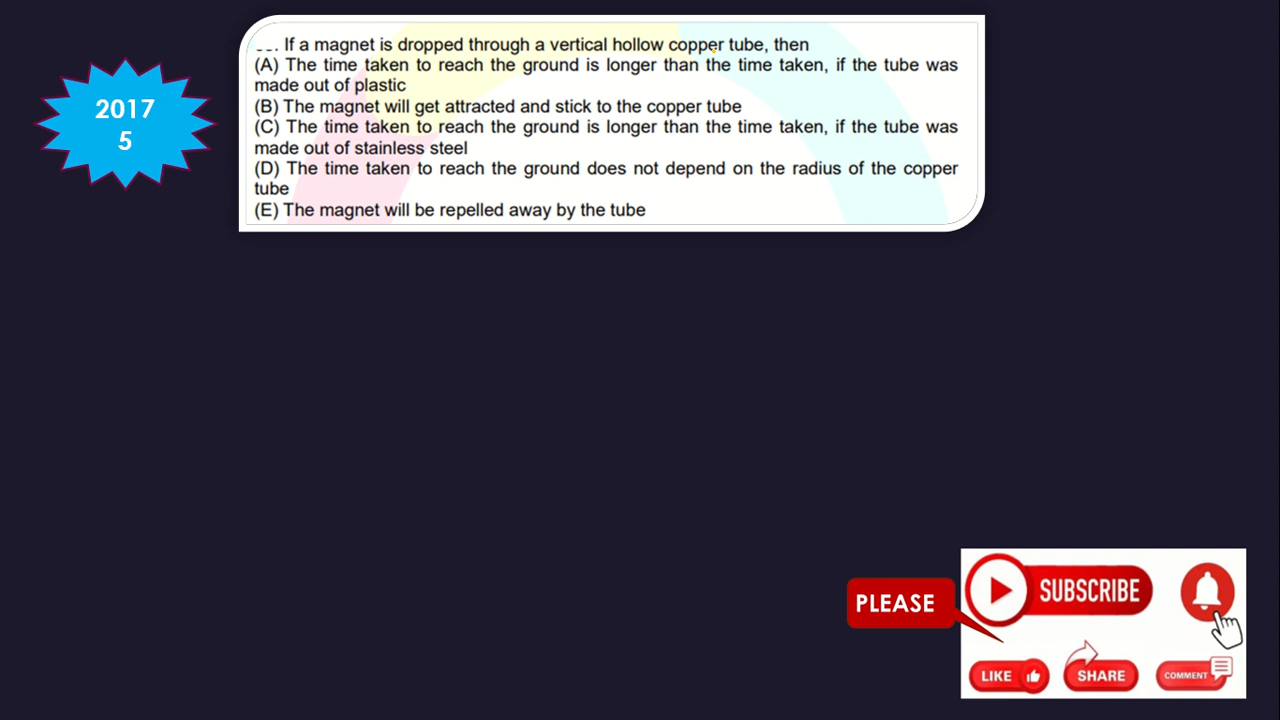 2017
5
If a magnet is dropped through a vertical hollow copper tube, then
(A) The time taken to reach the ground is longer than the time taken, if the tube was
made out of plastic
(B) The magnet will get attracted and stick to the copper tube
(C) The time taken to reach the ground is longer than the time taken, if the tube was
made out of stainless steel
(D) The time taken to reach the ground does not depend on the radius of the copper
tube
(E) The magnet will be repelled away by the tube
PLEASE
SUBSCRIBE
LIKE
SHARE
COMMENT